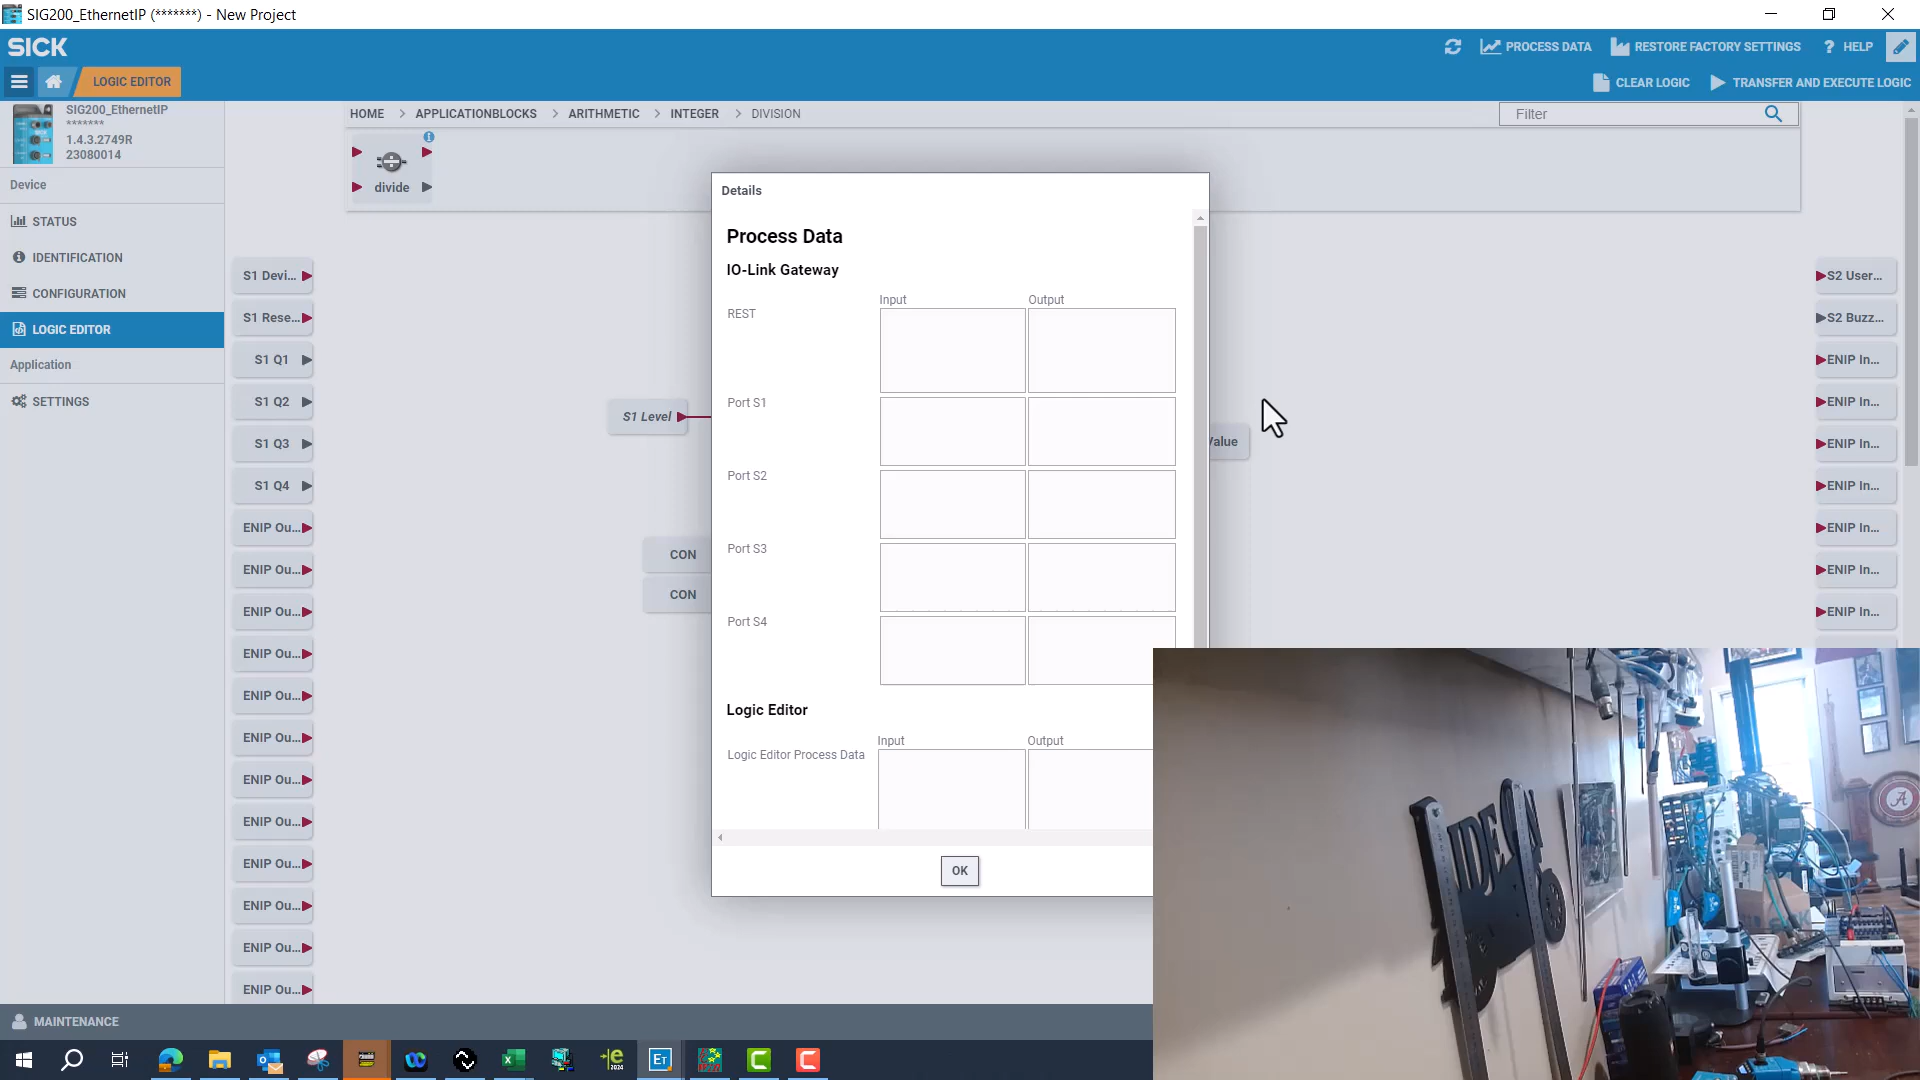 SIG200_EthernetIP (*******) - New Project
SICK
PROCESS DATA
RESTORE FACTORY SETTINGS
? HELP
LOGIC EDITOR
CLEAR LOGIC
TRANSFER AND EXECUTE LOGIC
SIG200_EthernetIP
*******
1.4.3.2749R
23080014
HOME > APPLICATIONBLOCKS > ARITHMETIC > INTEGER > DIVISION
Filter
divide
Device
STATUS
IDENTIFICATION
CONFIGURATION
LOGIC EDITOR
Application
SETTINGS
S1 Devi...
S1 Rese...
S1 Q1
S1 Q2
S1 Q3
S1 Q4
ENIP Ou...
ENIP Ou...
ENIP Ou...
ENIP Ou...
ENIP Ou...
ENIP Ou...
ENIP Ou...
ENIP Ou...
ENIP Ou...
ENIP Ou...
ENIP Ou...
ENIP Ou...
S1 Level
CON
CON
Details
Process Data
IO-Link Gateway
Input Output
REST
Port S1
Port S2
Port S3
Port S4
Logic Editor
Input Output
Logic Editor Process Data
OK
Value
S2 User...
S2 Buzz...
ENIP In...
ENIP In...
ENIP In...
ENIP In...
ENIP In...
ENIP In...
ENIP In...
SICK
MAINTENANCE